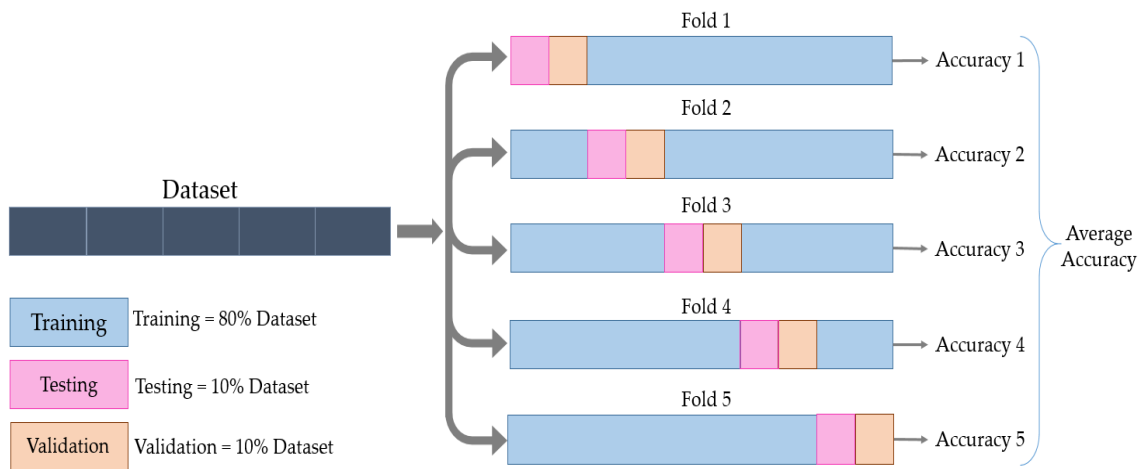 Dataset
Training
Training = 80% Dataset
Testing
Testing = 10% Dataset
Validation
Validation = 10% Dataset
Fold 1
Accuracy 1
Fold 2
Accuracy 2
Fold 3
Accuracy 3
Fold 4
Accuracy 4
Fold 5
Accuracy 5
Average
Accuracy